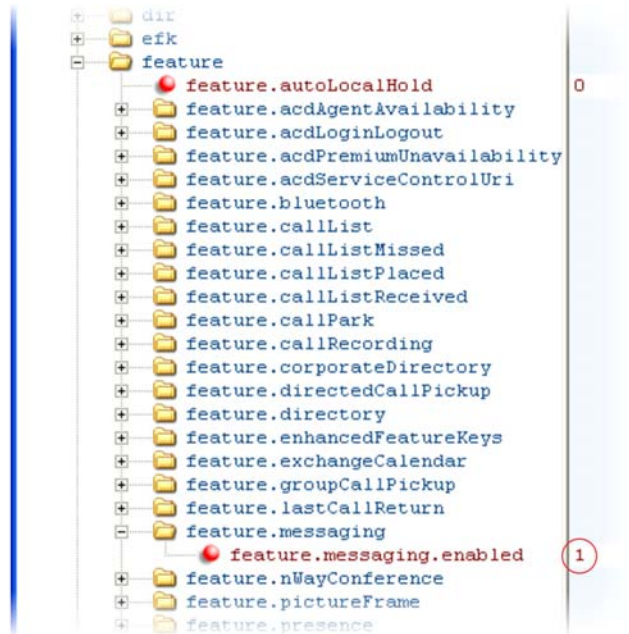 dir
efk
feature
feature.autoLocalHold 0
feature.acdAgentAvailability
feature.acdLoginLogout
feature.acdPremiumUnavailability
feature.acdServiceControlUri
feature.bluetooth
feature.callList
feature.callListMissed
feature.callListPlaced
feature.callListReceived
feature.callPark
feature.callRecording
feature.corporateDirectory
feature.directedCallPickup
feature.directory
feature.enhancedFeatureKeys
feature.exchangeCalendar
feature.groupCallPickup
feature.lastCallReturn
feature.messaging
feature.messaging.enabled 1
feature.nWayConference
feature.pictureFrame
feature.presence